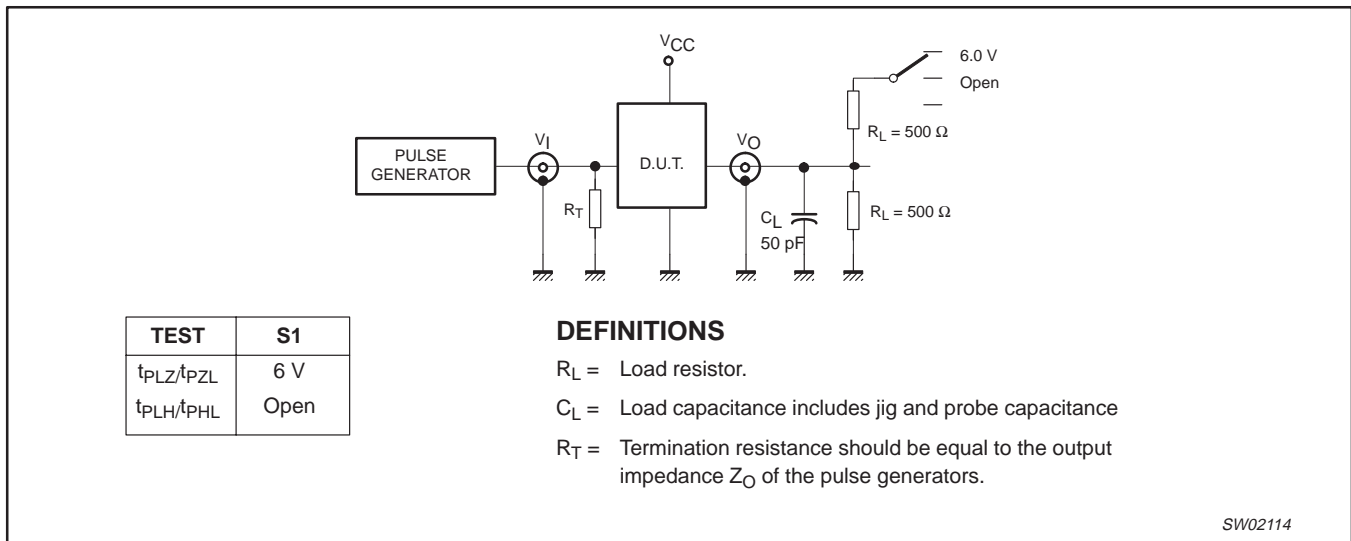 VCC
6.0 V
Open
RL = 500 Ω
PULSE
GENERATOR
VI
D.U.T.
VO
RT
CL
50 pF
RL = 500 Ω
TEST S1
tPLZ/tPZL 6 V
tPLH/tPHL Open
DEFINITIONS
RL = Load resistor.
CL = Load capacitance includes jig and probe capacitance
RT = Termination resistance should be equal to the output
impedance ZO of the pulse generators.
SW02114